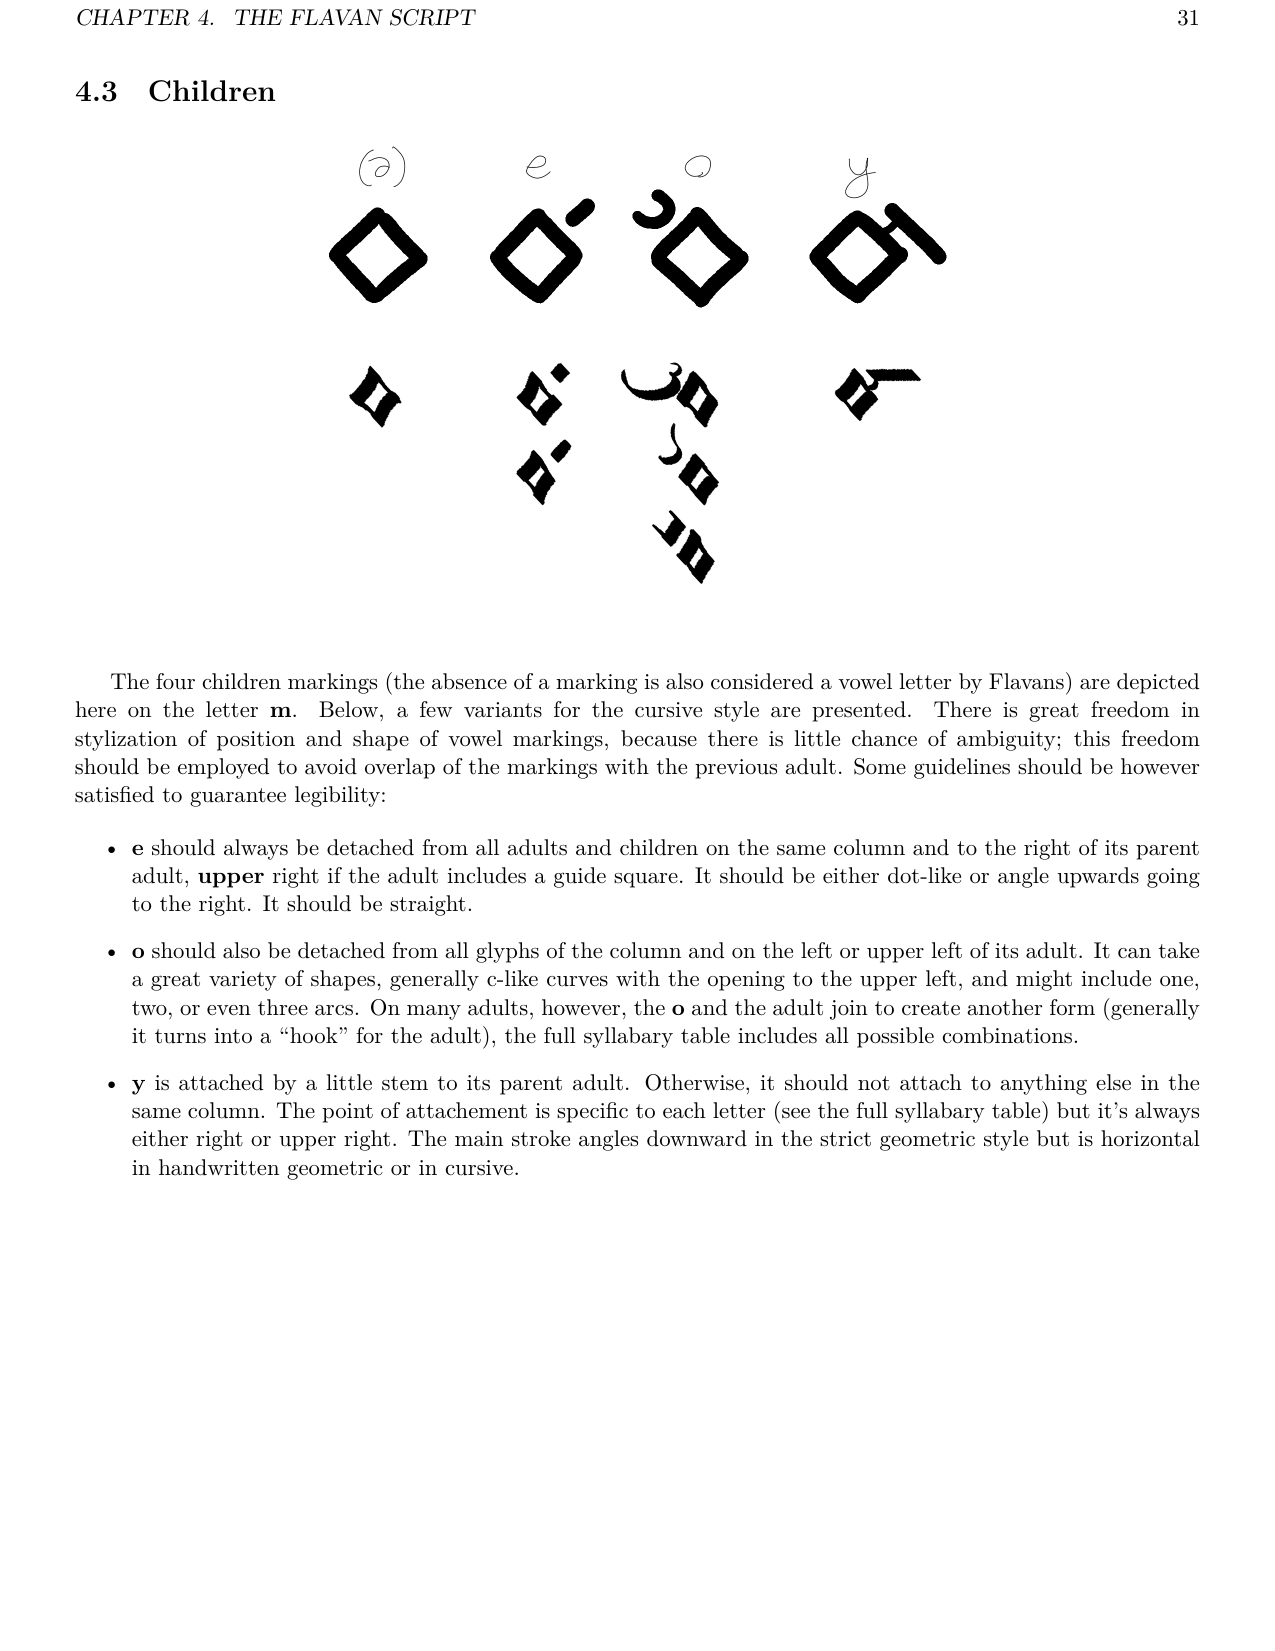 CHAPTER 4. THE FLAVAN SCRIPT 31
4.3 Children
(a) e o y
The four children markings (the absence of a marking is also considered a vowel letter by Flavans) are depicted
here on the letter m. Below, a few variants for the cursive style are presented. There is great freedom in
stylization of position and shape of vowel markings, because there is little chance of ambiguity; this freedom
should be employed to avoid overlap of the markings with the previous adult. Some guidelines should be however
satisfied to guarantee legibility:
• e should always be detached from all adults and children on the same column and to the right of its parent
adult, upper right if the adult includes a guide square. It should be either dot-like or angle upwards going
to the right. It should be straight.
• o should also be detached from all glyphs of the column and on the left or upper left of its adult. It can take
a great variety of shapes, generally c-like curves with the opening to the upper left, and might include one,
two, or even three arcs. On many adults, however, the o and the adult join to create another form (generally
it turns into a “hook” for the adult), the full syllabary table includes all possible combinations.
• y is attached by a little stem to its parent adult. Otherwise, it should not attach to anything else in the
same column. The point of attachement is specific to each letter (see the full syllabary table) but it’s always
either right or upper right. The main stroke angles downward in the strict geometric style but is horizontal
in handwritten geometric or in cursive.